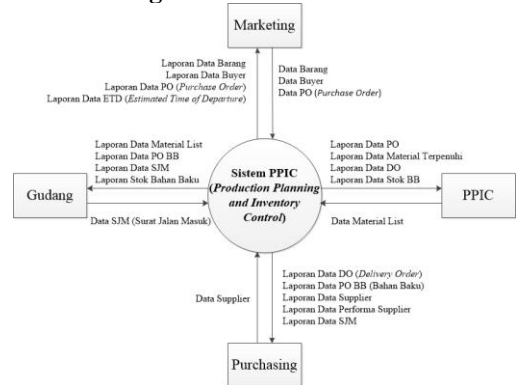 Marketing
Laporan Data Barang
Laporan Data Buyer
Laporan Data PO (Purchase Order)
Laporan Data ETD (Estimated Time of Departure)
Data Barang
Data Buyer
Data PO (Purchase Order)
Laporan Data Material List
Laporan Data PO BB
Laporan Data SJM
Laporan Stok Bahan Baku
Gudang
Data SJM (Surat Jalan Masuk)
Sistem PPIC
(Production Planning
and Inventory
Control)
Laporan Data PO
Laporan Data Material Terpenuhi
Laporan Data DO
Laporan Data Stok BB
PPIC
Data Material List
Data Supplier
Laporan Data DO (Delivery Order)
Laporan Data PO BB (Bahan Baku)
Laporan Data Supplier
Laporan Data Performa Supplier
Laporan Data SJM
Purchasing